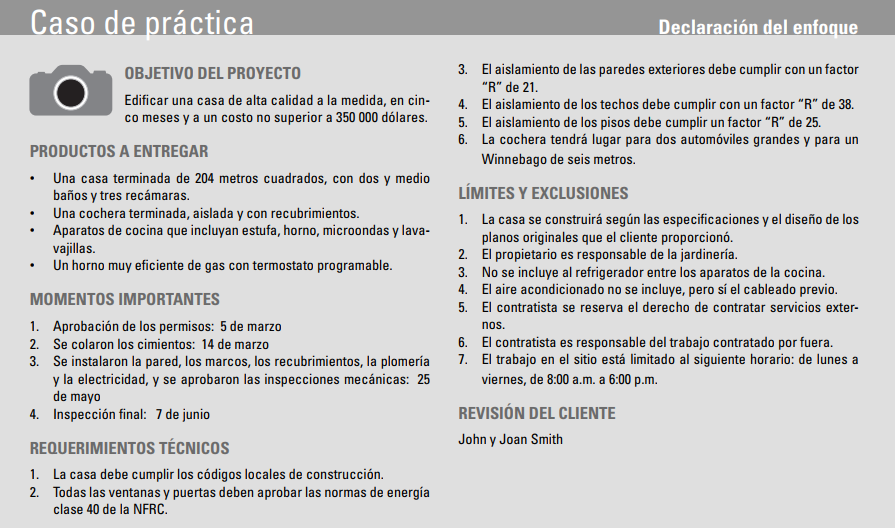 Caso de práctica
Declaración del enfoque
OBJETIVO DEL PROYECTO
Edificar una casa de alta calidad a la medida, en cin-
co meses y a un costo no superior a 350 000 dólares.
PRODUCTOS A ENTREGAR
• Una casa terminada de 204 metros cuadrados, con dos y medio
baños y tres recámaras.
• Una cochera terminada, aislada y con recubrimientos.
• Aparatos de cocina que incluyan estufa, horno, microondas y lava-
vajillas.
• Un horno muy eficiente de gas con termostato programable.
MOMENTOS IMPORTANTES
1. Aprobación de los permisos: 5 de marzo
2. Se colaron los cimientos: 14 de marzo
3. Se instalaron la pared, los marcos, los recubrimientos, la plomería
y la electricidad, y se aprobaron las inspecciones mecánicas: 25
de mayo
4. Inspección final: 7 de junio
REQUERIMIENTOS TÉCNICOS
1. La casa debe cumplir los códigos locales de construcción.
2. Todas las ventanas y puertas deben aprobar las normas de energía
clase 40 de la NFRC.
3. El aislamiento de las paredes exteriores debe cumplir con un factor
“R” de 21.
4. El aislamiento de los techos debe cumplir con un factor “R” de 38.
5. El aislamiento de los pisos debe cumplir un factor “R” de 25.
6. La cochera tendrá lugar para dos automóviles grandes y para un
Winnebago de seis metros.
LÍMITES Y EXCLUSIONES
1. La casa se construirá según las especificaciones y el diseño de los
planos originales que el cliente proporcionó.
2. El propietario es responsable de la jardinería.
3. No se incluye al refrigerador entre los aparatos de la cocina.
4. El aire acondicionado no se incluye, pero sí el cableado previo.
5. El contratista se reserva el derecho de contratar servicios exter-
nos.
6. El contratista es responsable del trabajo contratado por fuera.
7. El trabajo en el sitio está limitado al siguiente horario: de lunes a
viernes, de 8:00 a.m. a 6:00 p.m.
REVISIÓN DEL CLIENTE
John y Joan Smith